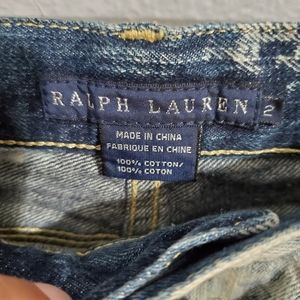 RALPH LAUREN 2
MADE IN CHINA
FABRIQUE EN CHINE
100% COTTON/
100% COTON